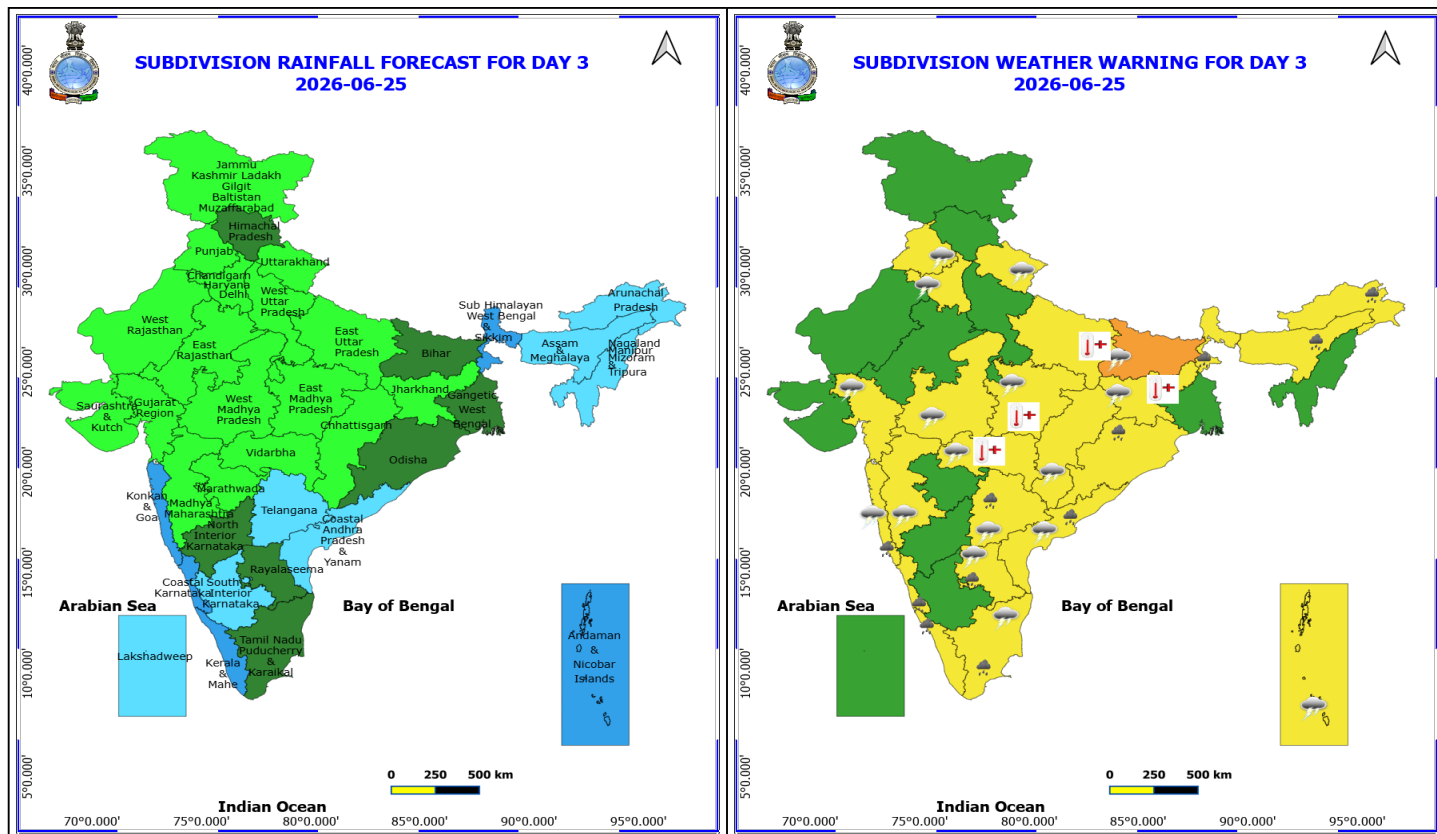 SUBDIVISION RAINFALL FORECAST FOR DAY 3
2026-06-25
40°0.000'
35°0.000'
30°0.000'
25°0.000'
20°0.000'
15°0.000'
10°0.000'
5°0.000'
Jammu
Kashmir Ladakh
Gilgit
Baltistan
Muzaffarabad
Himachal
Pradesh
Punjab
Uttarakhand
Chandigarh
Haryana
Delhi
West
Uttar
Pradesh
West
Rajasthan
East
Rajasthan
East
Uttar
Pradesh
Bihar
Sub Himalayan
West Bengal
&
Sikkim
Arunachal
Pradesh
Assam
&
Meghalaya
Nagaland
Manipur
Mizoram
&
Tripura
Saurashtra
&
Kutch
Gujarat
Region
West
Madhya
Pradesh
East
Madhya
Pradesh
Jharkhand
Gangetic
West
Bengal
Chhattisgarh
Odisha
Vidarbha
Konkan
&
Goa
Madhya
Maharashtra
Marathwada
Telangana
North
Interior
Karnataka
Coastal
Andhra
Pradesh
&
Yanam
Rayalaseema
Coastal
Karnataka
South
Interior
Karnataka
Arabian Sea
Bay of Bengal
Lakshadweep
Kerala
&
Mahe
Tamil Nadu
Puducherry
&
Karaikal
Andaman
&
Nicobar
Islands
0 250 500 km
Indian Ocean
70°0.000' 75°0.000' 80°0.000' 85°0.000' 90°0.000' 95°0.000'
SUBDIVISION WEATHER WARNING FOR DAY 3
2026-06-25
40°0.000'
35°0.000'
30°0.000'
25°0.000'
20°0.000'
15°0.000'
10°0.000'
5°0.000'
Arabian Sea
Bay of Bengal
0 250 500 km
Indian Ocean
70°0.000' 75°0.000' 80°0.000' 85°0.000' 90°0.000' 95°0.000'